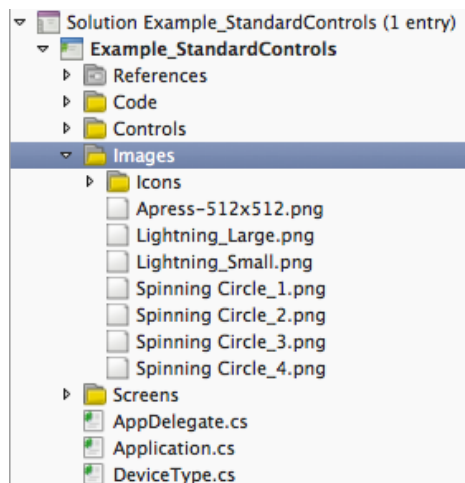 Solution Example_StandardControls (1 entry)
Example_StandardControls
References
Code
Controls
Images
Icons
Apress-512x512.png
Lightning_Large.png
Lightning_Small.png
Spinning Circle_1.png
Spinning Circle_2.png
Spinning Circle_3.png
Spinning Circle_4.png
Screens
AppDelegate.cs
Application.cs
DeviceType.cs